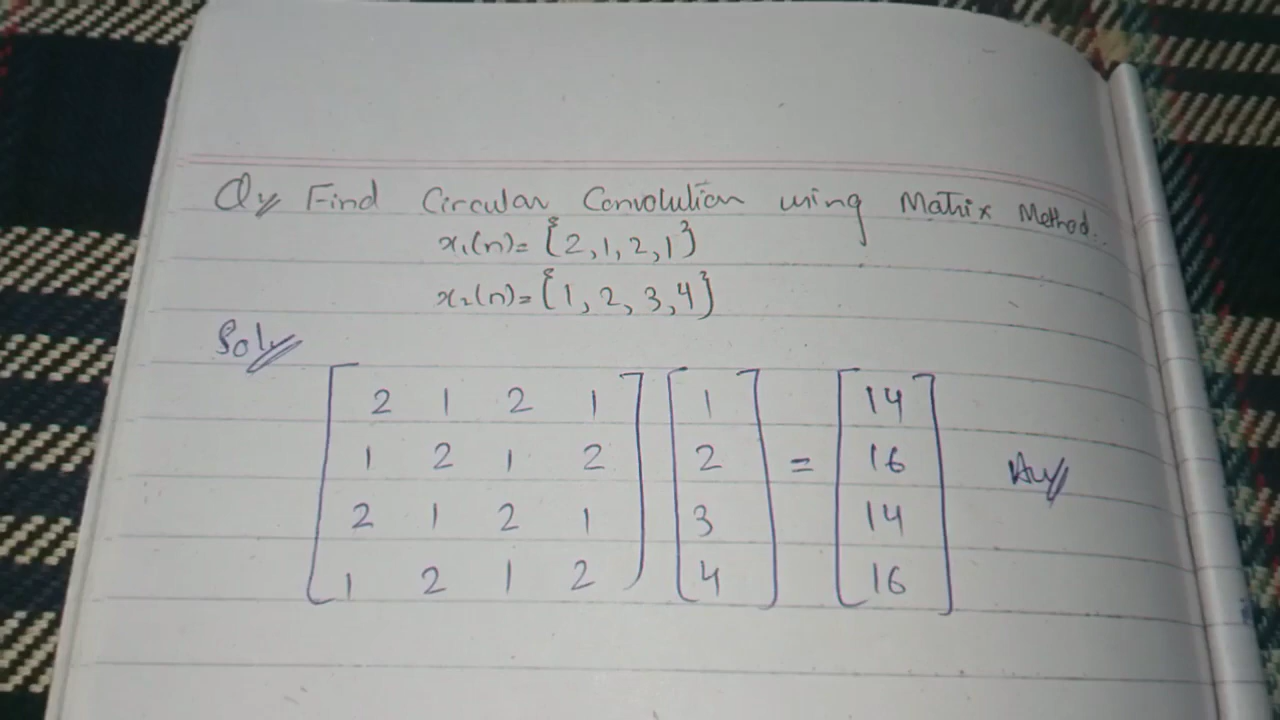 Q Find Circular Convolution using Matrix Method.
x₁(n) = {2, 1, 2, 1}
x₂(n) = {1, 2, 3, 4}
Sol
[2 1 2 1] [1] [14]
[1 2 1 2] [2] = [16] Ans
[2 1 2 1] [3] [14]
[1 2 1 2] [4] [16]